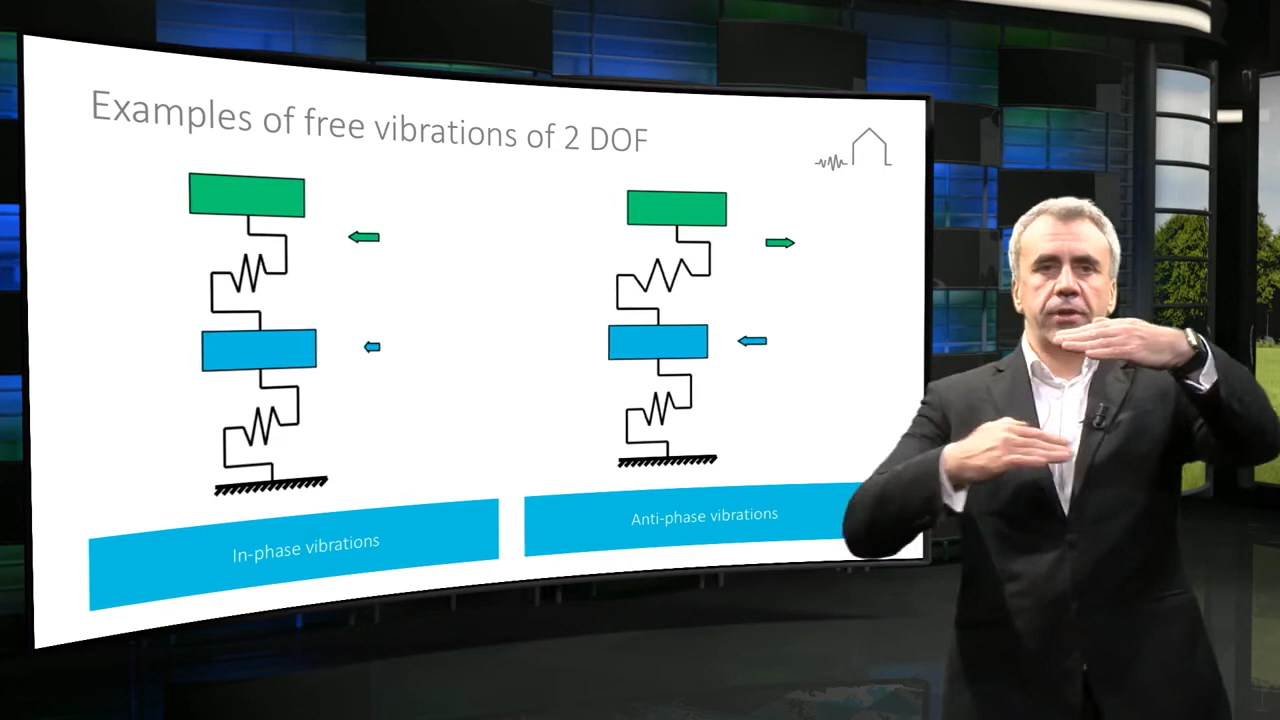 Examples of free vibrations of 2 DOF
In-phase vibrations
Anti-phase vibrations